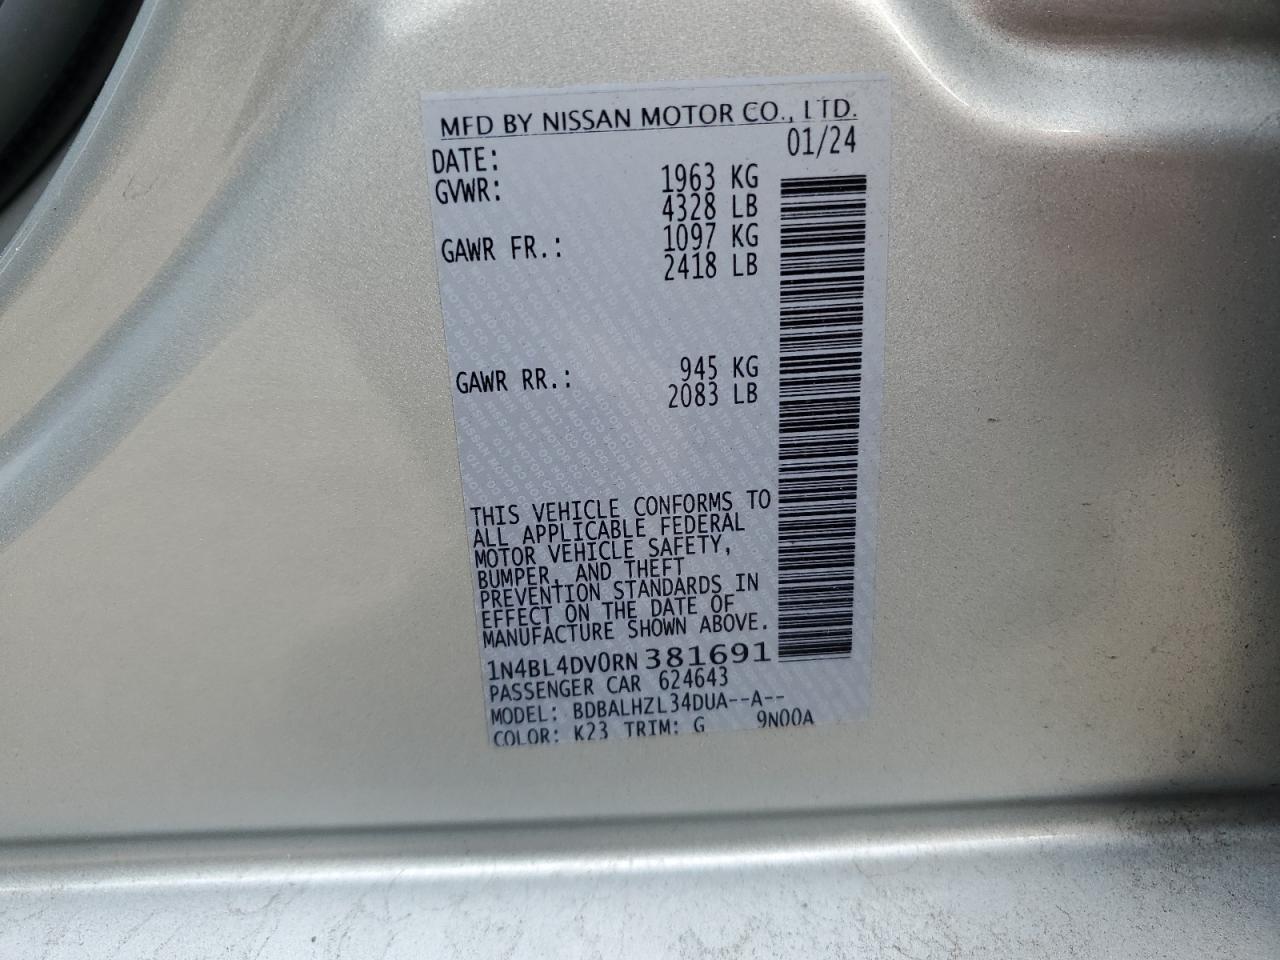 MFD BY NISSAN MOTOR CO., LTD.
DATE: 01/24
GVWR: 1963 KG
4328 LB
GAWR FR.: 1097 KG
2418 LB
GAWR RR.: 945 KG
2083 LB
THIS VEHICLE CONFORMS TO
ALL APPLICABLE FEDERAL
MOTOR VEHICLE SAFETY,
BUMPER, AND THEFT
PREVENTION STANDARDS IN
EFFECT ON THE DATE OF
MANUFACTURE SHOWN ABOVE.
1N4BL4DV0RN381691
PASSENGER CAR 624643
MODEL: BDBALHZL34DUA--A--
COLOR: K23 TRIM: G 9N00A